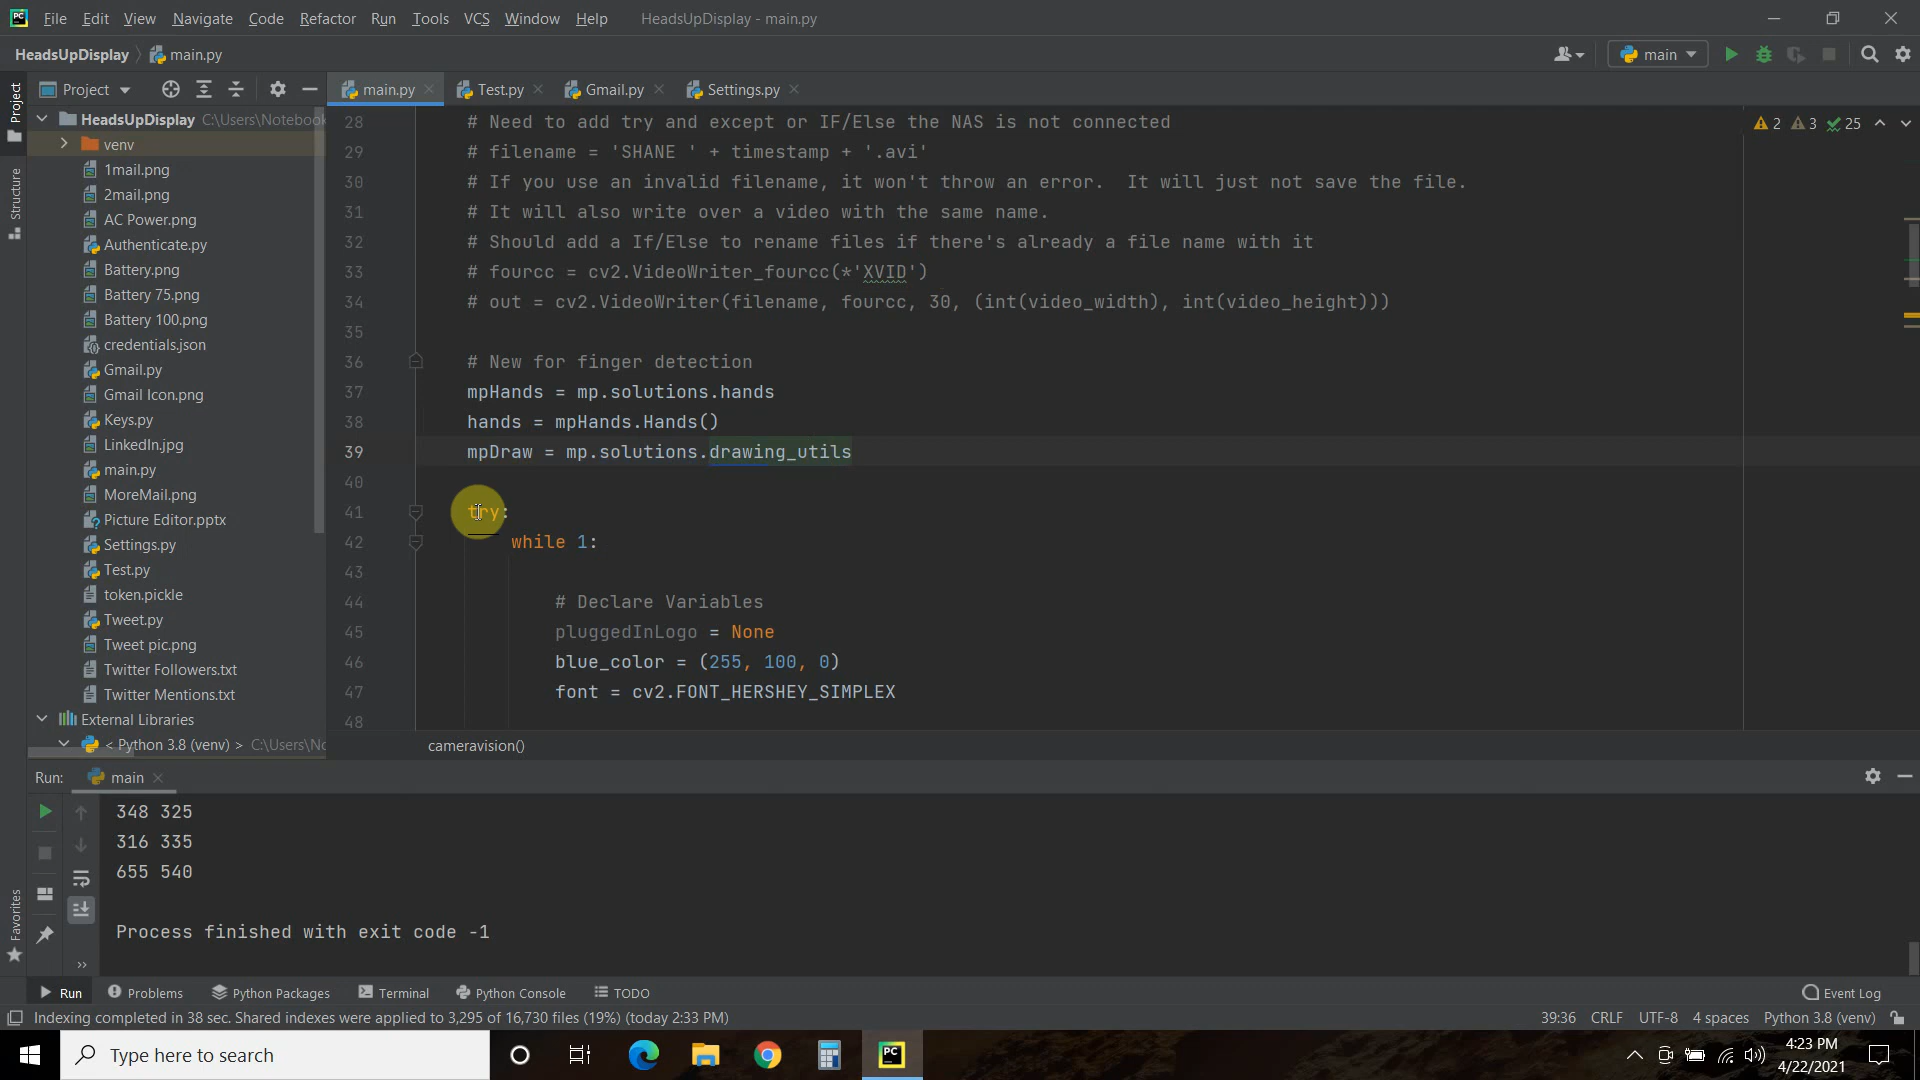 File Edit View Navigate Code Refactor Run Tools VCS Window Help HeadsUpDisplay - main.py
HeadsUpDisplay main.py main
Project main.py Test.py Gmail.py Settings.py
Project
Structure
Favorites
HeadsUpDisplay C:\Users\Notebook
venv
1mail.png
2mail.png
AC Power.png
Authenticate.py
Battery.png
Battery 75.png
Battery 100.png
credentials.json
Gmail.py
Gmail Icon.png
Keys.py
LinkedIn.jpg
main.py
MoreMail.png
Picture Editor.pptx
Settings.py
Test.py
token.pickle
Tweet.py
Tweet pic.png
Twitter Followers.txt
Twitter Mentions.txt
External Libraries
< Python 3.8 (venv) > C:\Users\No
2 3 25
28 # Need to add try and except or IF/Else the NAS is not connected
29 # filename = 'SHANE ' + timestamp + '.avi'
30 # If you use an invalid filename, it won't throw an error.  It will just not save the file.
31 # It will also write over a video with the same name.
32 # Should add a If/Else to rename files if there's already a file name with it
33 # fourcc = cv2.VideoWriter_fourcc(*'XVID')
34 # out = cv2.VideoWriter(filename, fourcc, 30, (int(video_width), int(video_height)))
35
36 # New for finger detection
37 mpHands = mp.solutions.hands
38 hands = mpHands.Hands()
39 mpDraw = mp.solutions.drawing_utils
40
41 try:
42 while 1:
43
44 # Declare Variables
45 pluggedInLogo = None
46 blue_color = (255, 100, 0)
47 font = cv2.FONT_HERSHEY_SIMPLEX
48
cameravision()
Run: main
348 325
316 335
655 540
Process finished with exit code -1
Run Problems Python Packages Terminal Python Console TODO Event Log
Indexing completed in 38 sec. Shared indexes were applied to 3,295 of 16,730 files (19%) (today 2:33 PM) 39:36 CRLF UTF-8 4 spaces Python 3.8 (venv)
Type here to search
PC
4:23 PM
4/22/2021